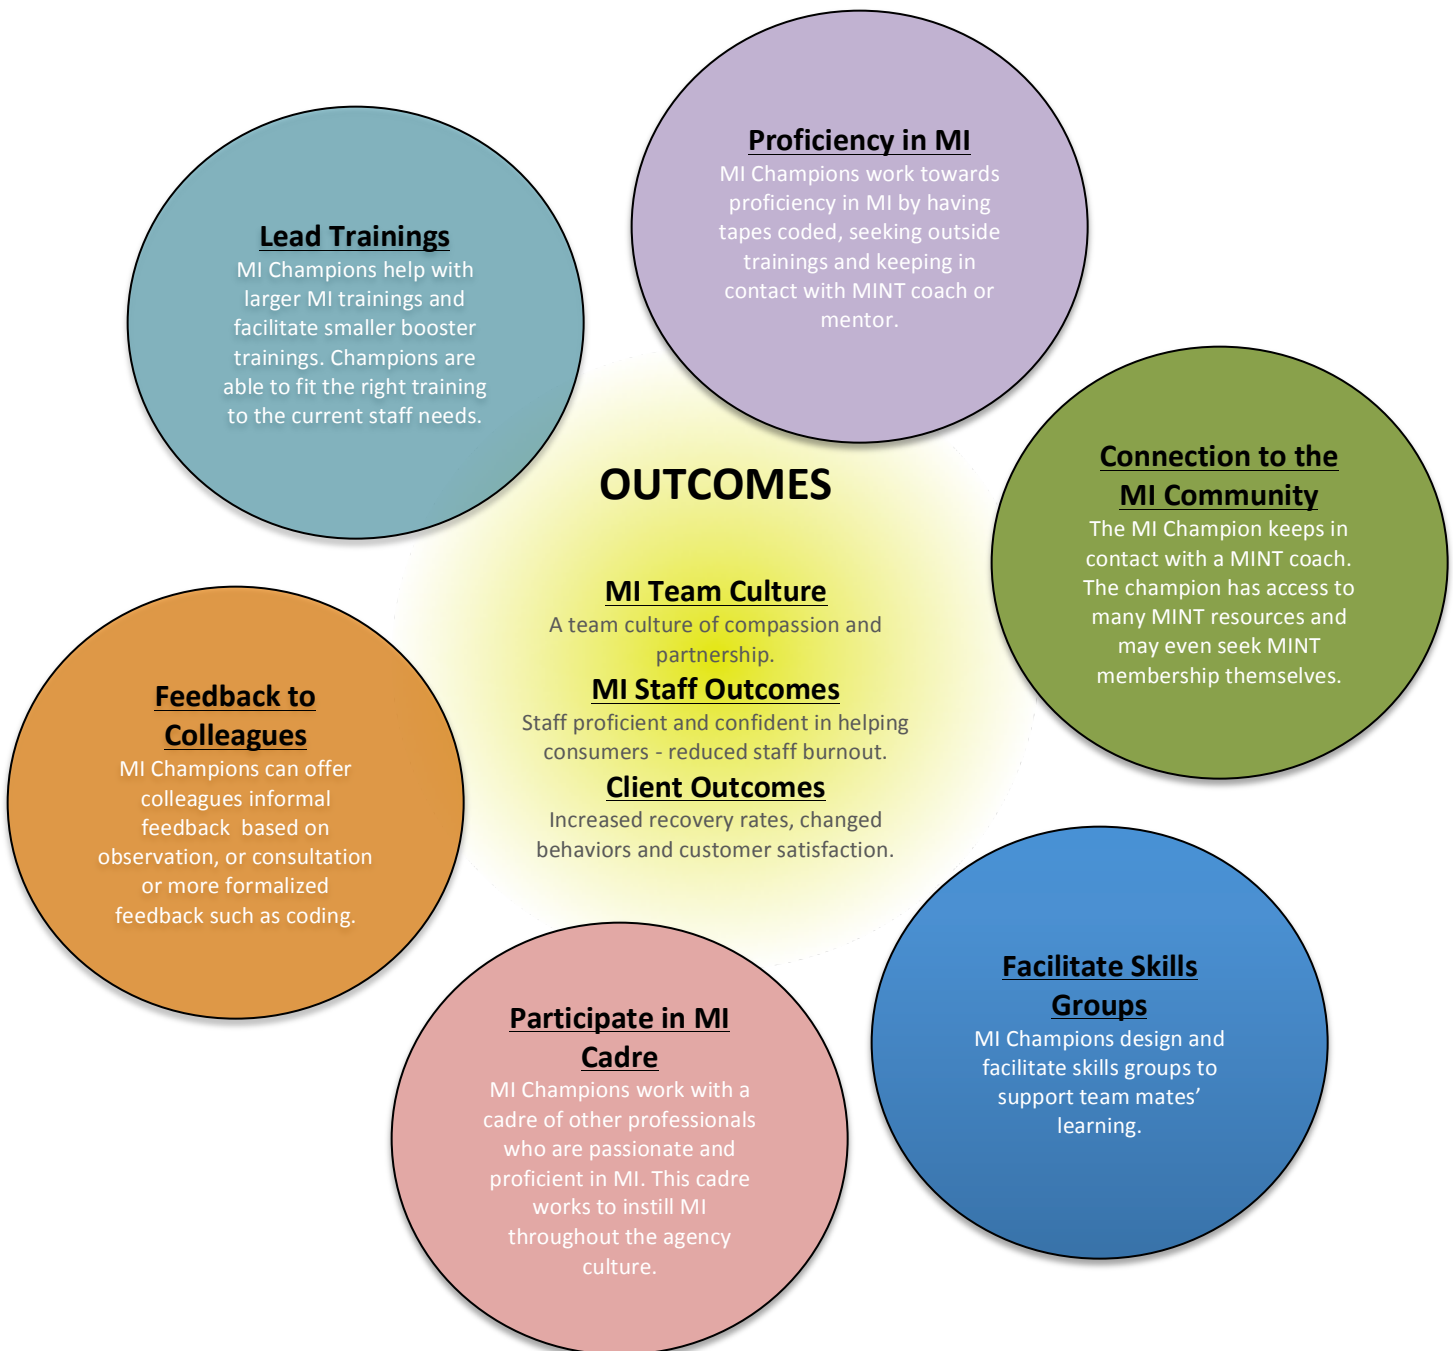 Proficiency in MI
MI Champions work towards
proficiency in MI by having
tapes coded, seeking outside
trainings and keeping in
contact with MINT coach or
mentor.
Lead Trainings
MI Champions help with
larger MI trainings and
facilitate smaller booster
trainings. Champions are
able to fit the right training
to the current staff needs.
Connection to the
MI Community
The MI Champion keeps in
contact with a MINT coach.
The champion has access to
many MINT resources and
may even seek MINT
membership themselves.
OUTCOMES
MI Team Culture
A team culture of compassion and
partnership.
MI Staff Outcomes
Staff proficient and confident in helping
consumers - reduced staff burnout.
Client Outcomes
Increased recovery rates, changed
behaviors and customer satisfaction.
Feedback to
Colleagues
MI Champions can offer
colleagues informal
feedback  based on
observation, or consultation
or more formalized
feedback such as coding.
Facilitate Skills
Groups
MI Champions design and
facilitate skills groups to
support team mates’
learning.
Participate in MI
Cadre
MI Champions work with a
cadre of other professionals
who are passionate and
proficient in MI. This cadre
works to instill MI
throughout the agency
culture.